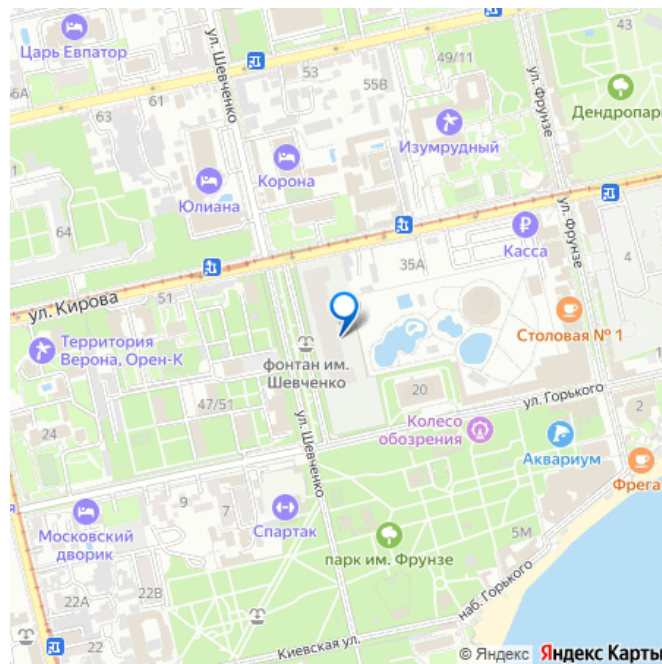 Царь Евпатор
ул. Шевченко
53
55В
49/11
43
ул. Фрунзе
Дендропарк
61
63
Изумрудный
Корона
Юлиана
64
ул. Фрунзе
Касса
4
35А
ул. Кирова
51
Территория
Верона, Орен-К
фонтан им.
Шевченко
Столовая № 1
20
ул. Горького
47/51
24
ул. Шевченко
Колесо
обозрения
2
Аквариум
Фрега
9
7
Спартак
Московский
дворик
5М
парк им. Фрунзе
22А
22В
наб. Горького
22
Киевская ул.
© Яндекс Яндекс Карты